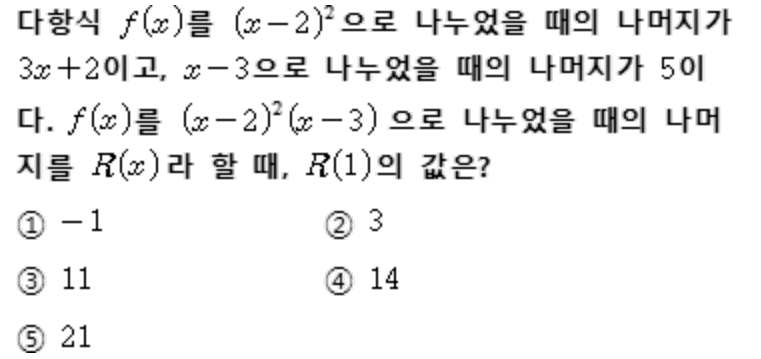 다항식 f(x)를 (x-2)²으로 나누었을 때의 나머지가
3x+2이고, x-3으로 나누었을 때의 나머지가 5이
다. f(x)를 (x-2)²(x-3) 으로 나누었을 때의 나머
지를 R(x)라 할 때, R(1)의 값은?
① -1 ② 3
③ 11 ④ 14
⑤ 21